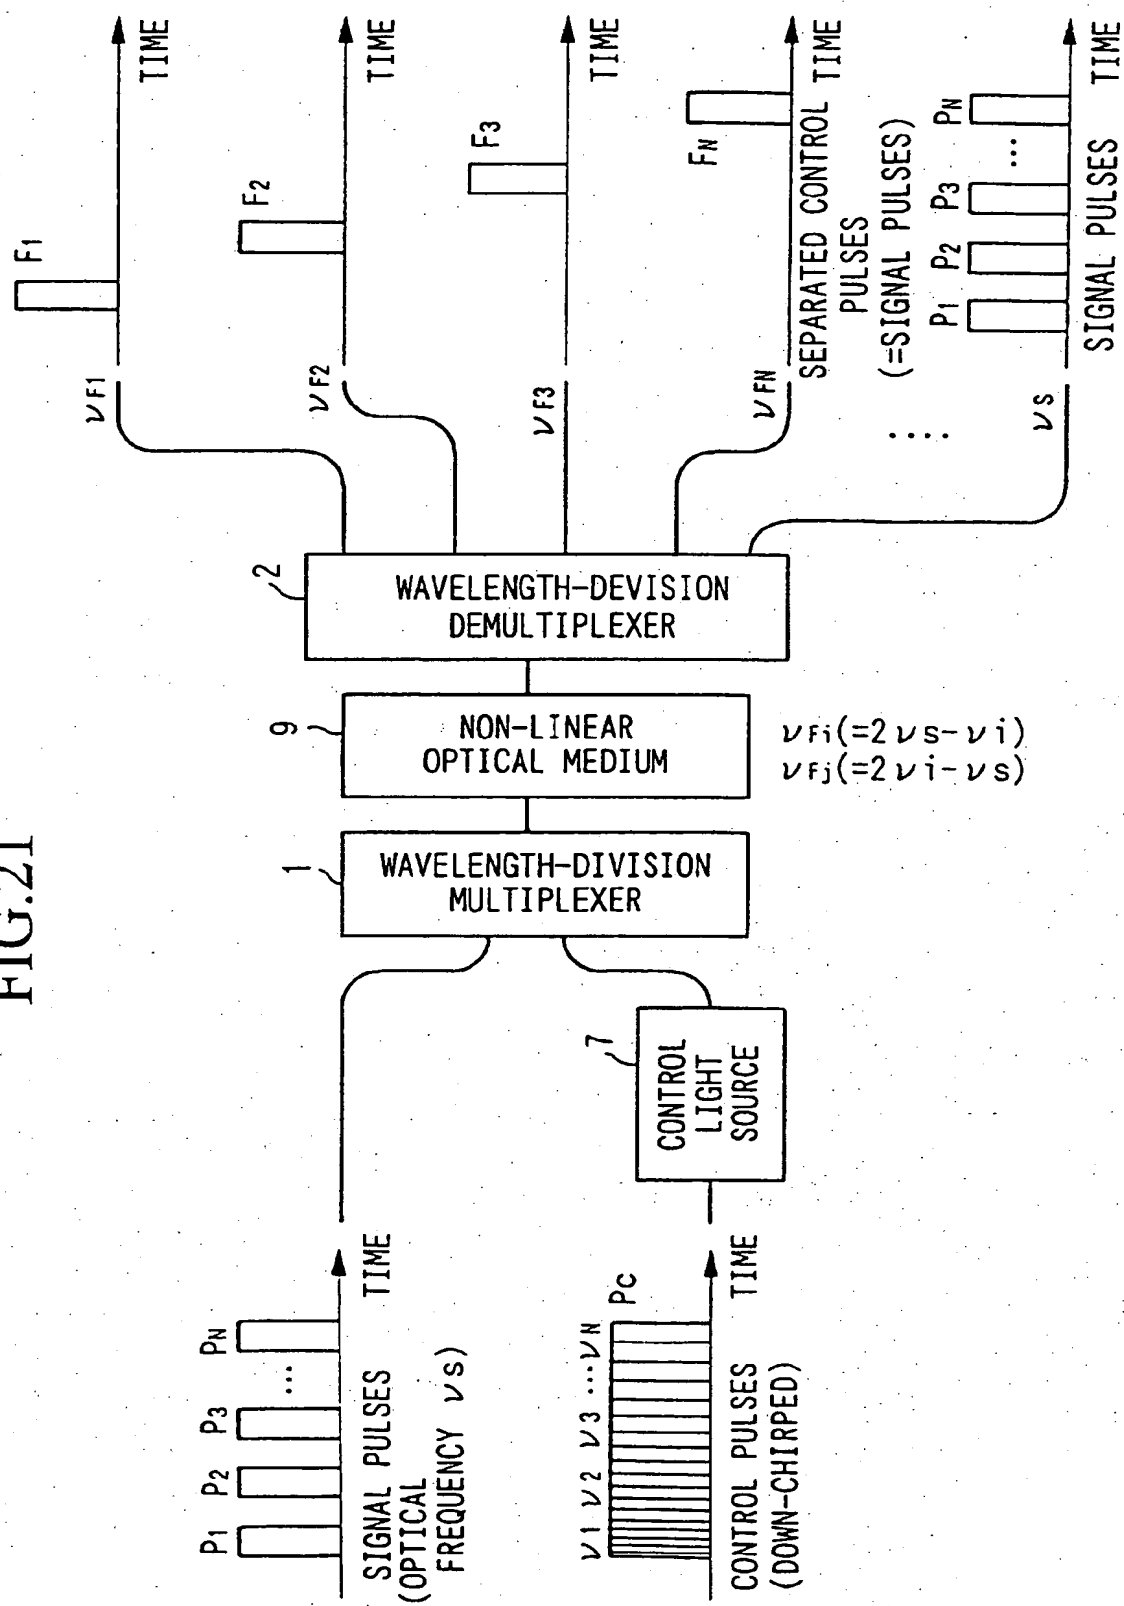 FIG.21
P1 P2 P3 ... PN
TIME
SIGNAL PULSES
(OPTICAL
FREQUENCY νs)
ν1 ν2 ν3 ...νN
PC
TIME
CONTROL PULSES
(DOWN-CHIRPED)
7
CONTROL
LIGHT
SOURCE
1
WAVELENGTH-DIVISION
MULTIPLEXER
9
NON-LINEAR
OPTICAL MEDIUM
νFi(=2νs-νi)
νFj(=2νi-νs)
2
WAVELENGTH-DEVISION
DEMULTIPLEXER
νF1
F1
TIME
νF2
F2
TIME
νF3
F3
TIME
νFN
FN
TIME
SEPARATED CONTROL
PULSES
(=SIGNAL PULSES)
....
νS
P1 P2 P3 ... PN
TIME
SIGNAL PULSES